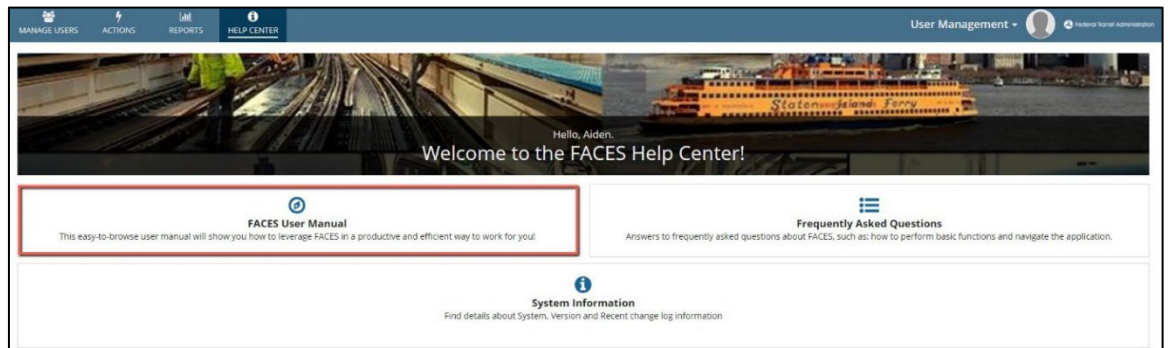 MANAGE USERS
ACTIONS
REPORTS
HELP CENTER
User Management
Federal Transit Administration
Staten Island Ferry
Hello, Aiden.
Welcome to the FACES Help Center!
FACES User Manual
This easy-to-browse user manual will show you how to leverage FACES in a productive and efficient way to work for you!
Frequently Asked Questions
Answers to frequently asked questions about FACES, such as: how to perform basic functions and navigate the application.
System Information
Find details about System, Version and Recent change log information